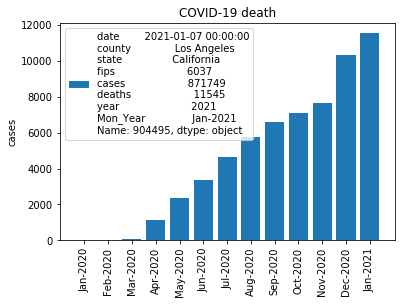 COVID-19 death
12000
10000
8000
6000
4000
2000
0
cases
date 2021-01-07 00:00:00
county Los Angeles
state California
fips 6037
cases 871749
deaths 11545
year 2021
Mon_Year Jan-2021
Name: 904495, dtype: object
Jan-2020
Feb-2020
Mar-2020
Apr-2020
May-2020
Jun-2020
Jul-2020
Aug-2020
Sep-2020
Oct-2020
Nov-2020
Dec-2020
Jan-2021